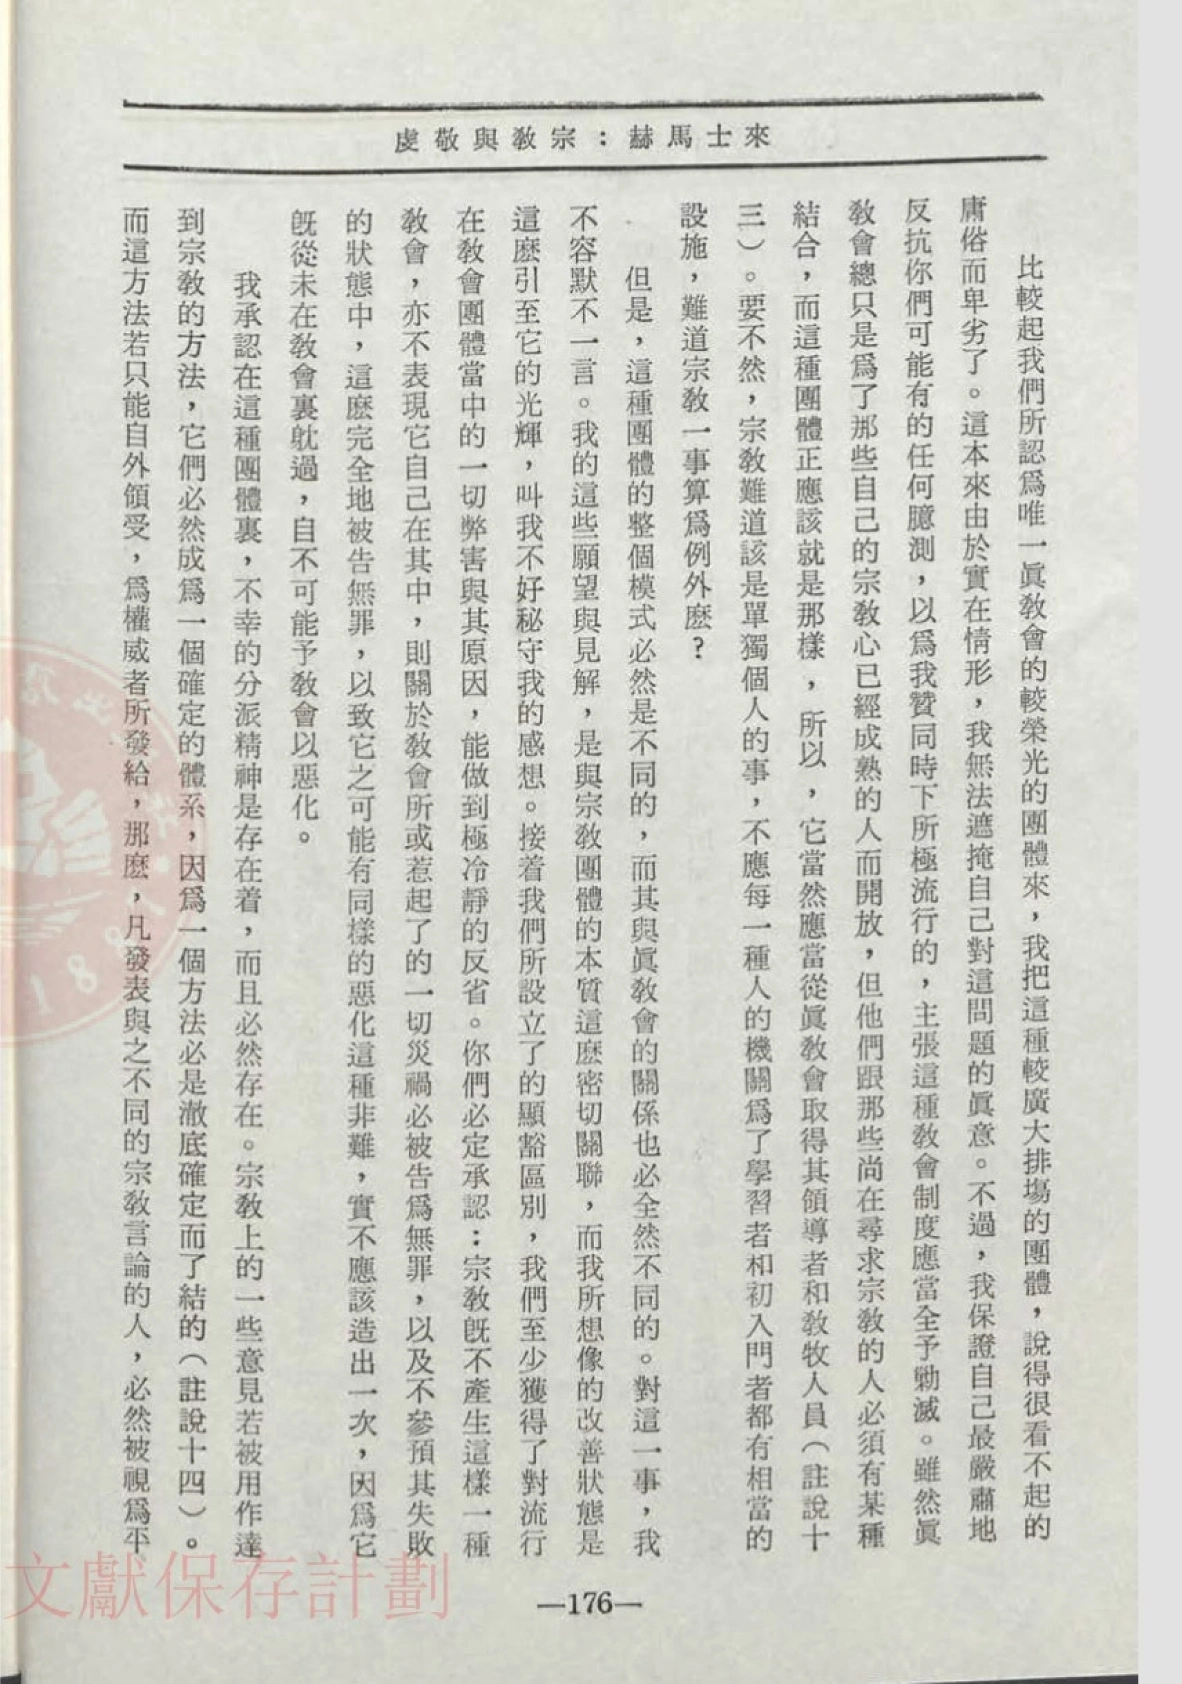 來士馬赫：宗教與敬虔
比較起我們所認爲唯一眞教會的較榮光的團體來，我把這種較廣大排塲的團體，說得很看不起的
庸俗而卑劣了。這本來由於實在情形，我無法遮掩自己對這問題的眞意。不過，我保證自己最嚴肅地
反抗你們可能有的任何臆測，以爲我贊同時下所極流行的，主張這種教會制度應當全予勦滅。雖然眞
教會總只是爲了那些自己的宗教心已經成熟的人而開放，但他們跟那些尚在尋求宗教的人必須有某種
結合，而這種團體正應該就是那樣，所以，它當然應當從眞教會取得其領導者和教牧人員（註說十
三）。要不然，宗教難道該是單獨個人的事，不應每一種人的機關爲了學習者和初入門者都有相當的
設施，難道宗教一事算爲例外麽？
但是，這種團體的整個模式必然是不同的，而其與眞教會的關係也必全然不同的。對這一事，我
不容默不一言。我的這些願望與見解，是與宗教團體的本質這麽密切關聯，而我所想像的改善狀態是
這麽引至它的光輝，叫我不好秘守我的感想。接着我們所設立了的顯豁區別，我們至少獲得了對流行
在教會團體當中的一切弊害與其原因，能做到極冷靜的反省。你們必定承認：宗教旣不產生這樣一種
教會，亦不表現它自己在其中，則關於教會所或惹起了的一切災禍必被告爲無罪，以及不參預其失敗
的狀態中，這麽完全地被告無罪，以致它之可能有同樣的惡化這種非難，實不應該造出一次，因爲它
旣從未在教會裏躭過，自不可能予教會以惡化。
我承認在這種團體裏，不幸的分派精神是存在着，而且必然存在。宗教上的一些意見若被用作達
到宗教的方法，它們必然成爲一個確定的體系，因爲一個方法必是澈底確定而了結的（註說十四）。
而這方法若只能自外領受，爲權威者所發給，那麽，凡發表與之不同的宗教言論的人，必然被視爲平
—176—
文獻保存計劃